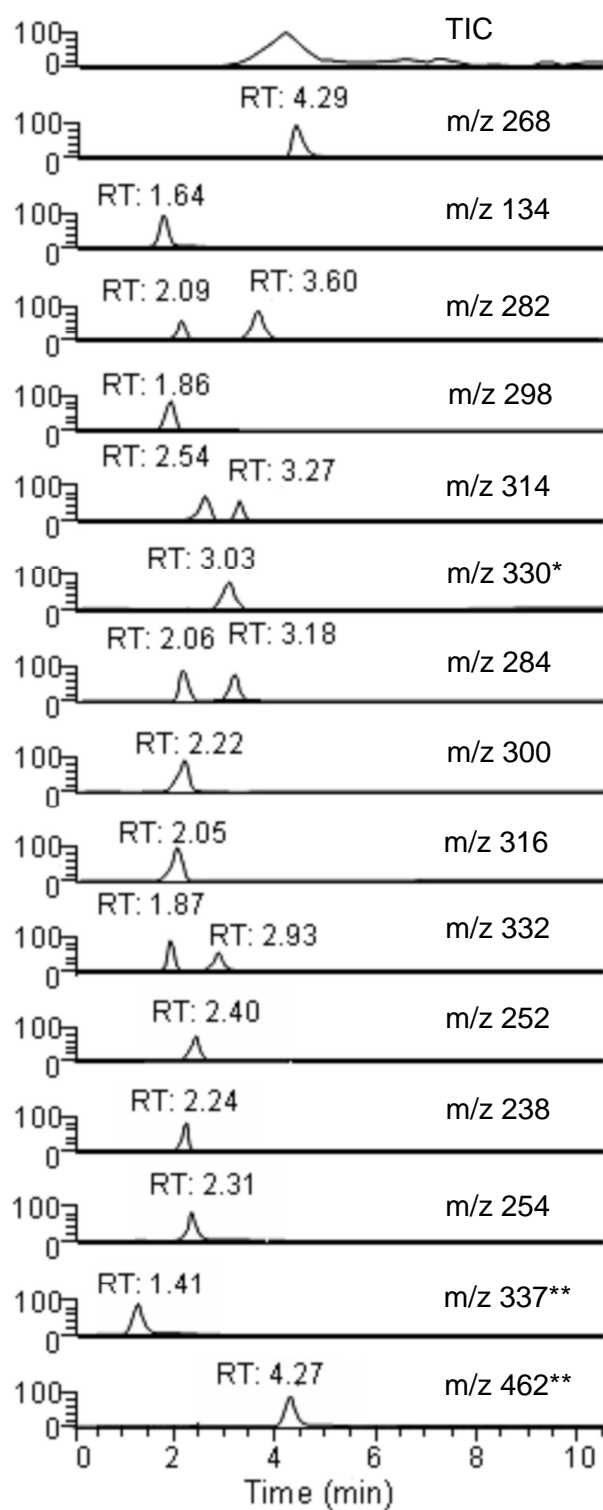 100 TIC
0
RT: 4.29
100 m/z 268
0
RT: 1.64
100 m/z 134
0
RT: 2.09 RT: 3.60
100 m/z 282
0
RT: 1.86
100 m/z 298
0
RT: 2.54 RT: 3.27
100 m/z 314
0
RT: 3.03
100 m/z 330*
0
RT: 2.06 RT: 3.18
100 m/z 284
0
RT: 2.22
100 m/z 300
0
RT: 2.05
100 m/z 316
0
RT: 1.87 RT: 2.93
100 m/z 332
0
RT: 2.40
100 m/z 252
0
RT: 2.24
100 m/z 238
0
RT: 2.31
100 m/z 254
0
RT: 1.41
100 m/z 337**
0
RT: 4.27
100 m/z 462**
0
0 2 4 6 8 10
Time (min)